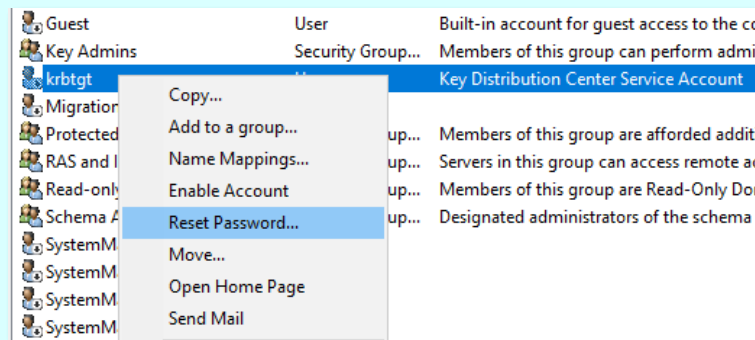 Guest User Built-in account for guest access to the co
Key Admins Security Group... Members of this group can perform admi
krbtgt Key Distribution Center Service Account
Copy...
Migration
Add to a group...
Protected up... Members of this group are afforded addit
Name Mappings...
RAS and up... Servers in this group can access remote a
Enable Account
Read-only up... Members of this group are Read-Only Do
Reset Password...
Schema A up... Designated administrators of the schema
Move...
SystemM
Open Home Page
SystemM
Send Mail
SystemM
SystemM